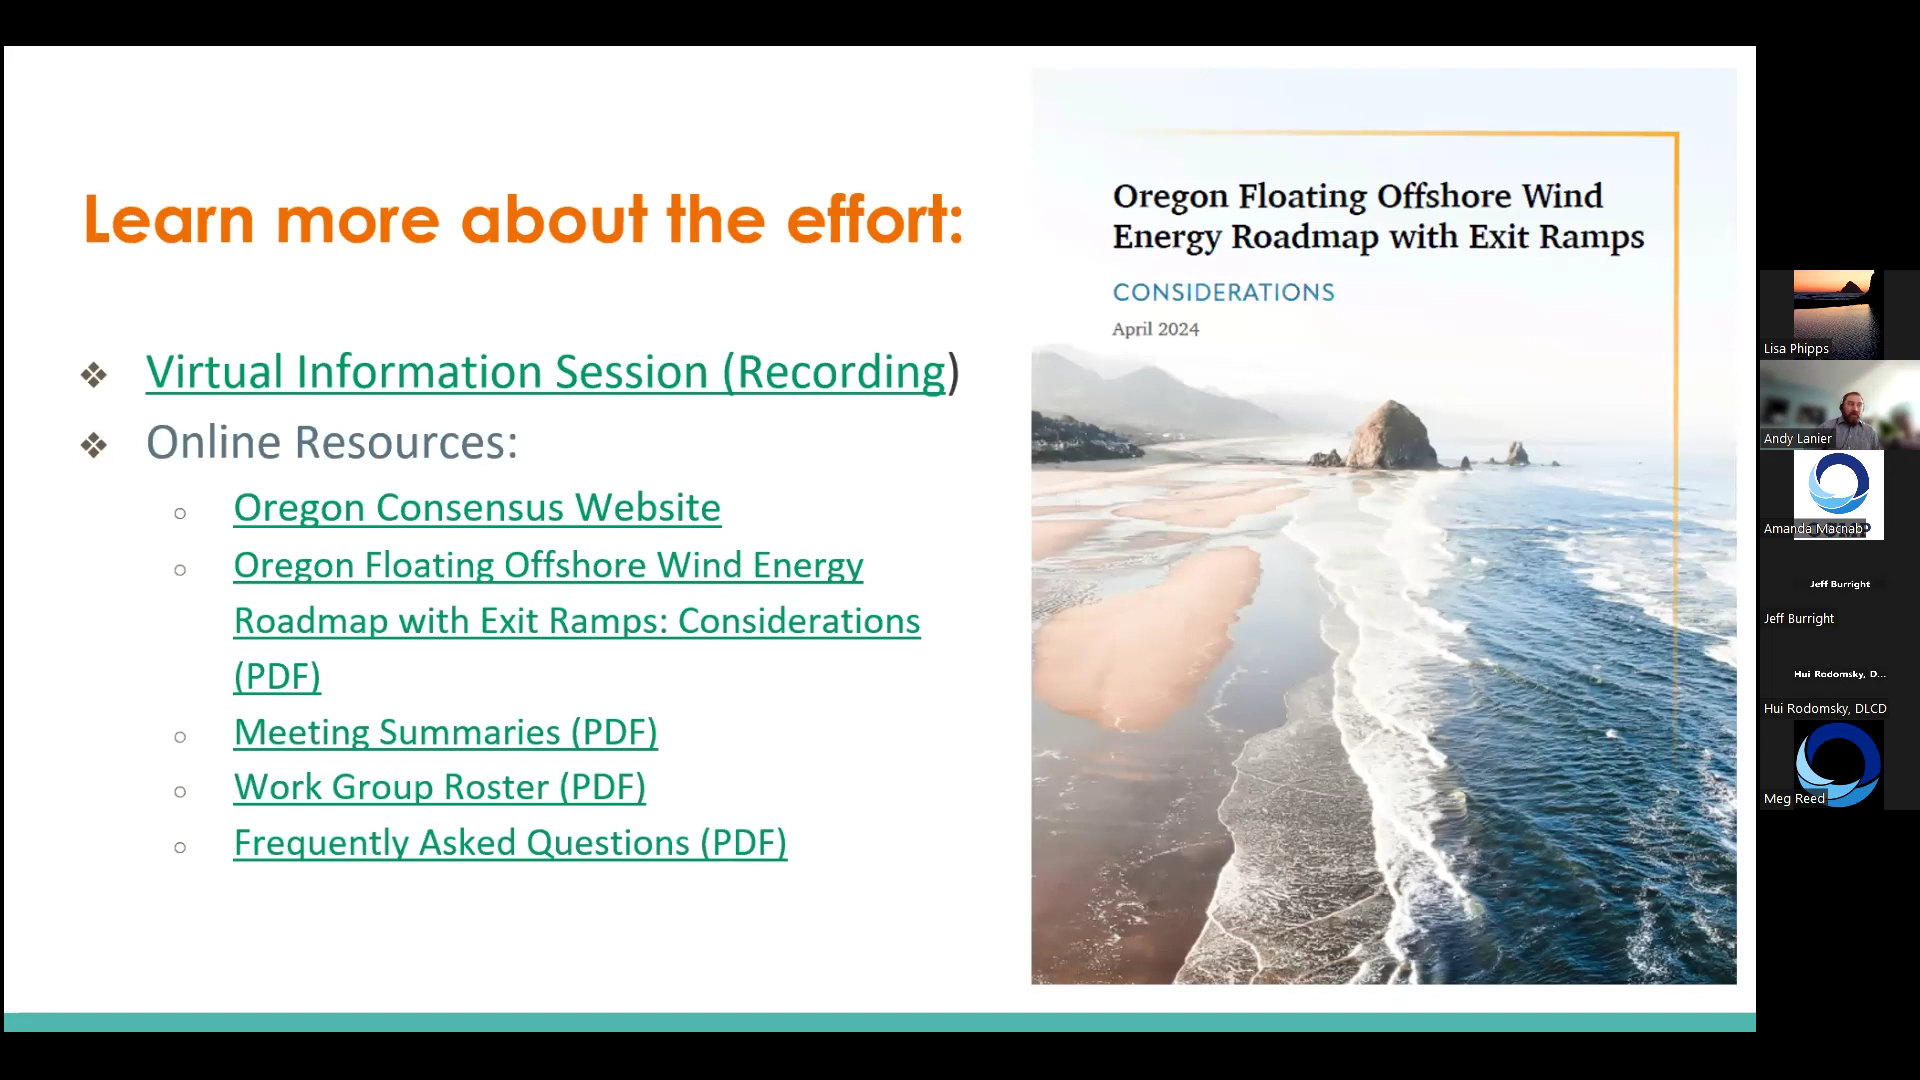 Learn more about the effort:
❖ Virtual Information Session (Recording)
❖ Online Resources:
○ Oregon Consensus Website
○ Oregon Floating Offshore Wind Energy
Roadmap with Exit Ramps: Considerations
(PDF)
○ Meeting Summaries (PDF)
○ Work Group Roster (PDF)
○ Frequently Asked Questions (PDF)
Oregon Floating Offshore Wind
Energy Roadmap with Exit Ramps
CONSIDERATIONS
April 2024
Lisa Phipps
Andy Lanier
Amanda Macnab
Jeff Burright
Jeff Burright
Hui Rodomsky, D...
Hui Rodomsky, DLCD
Meg Reed